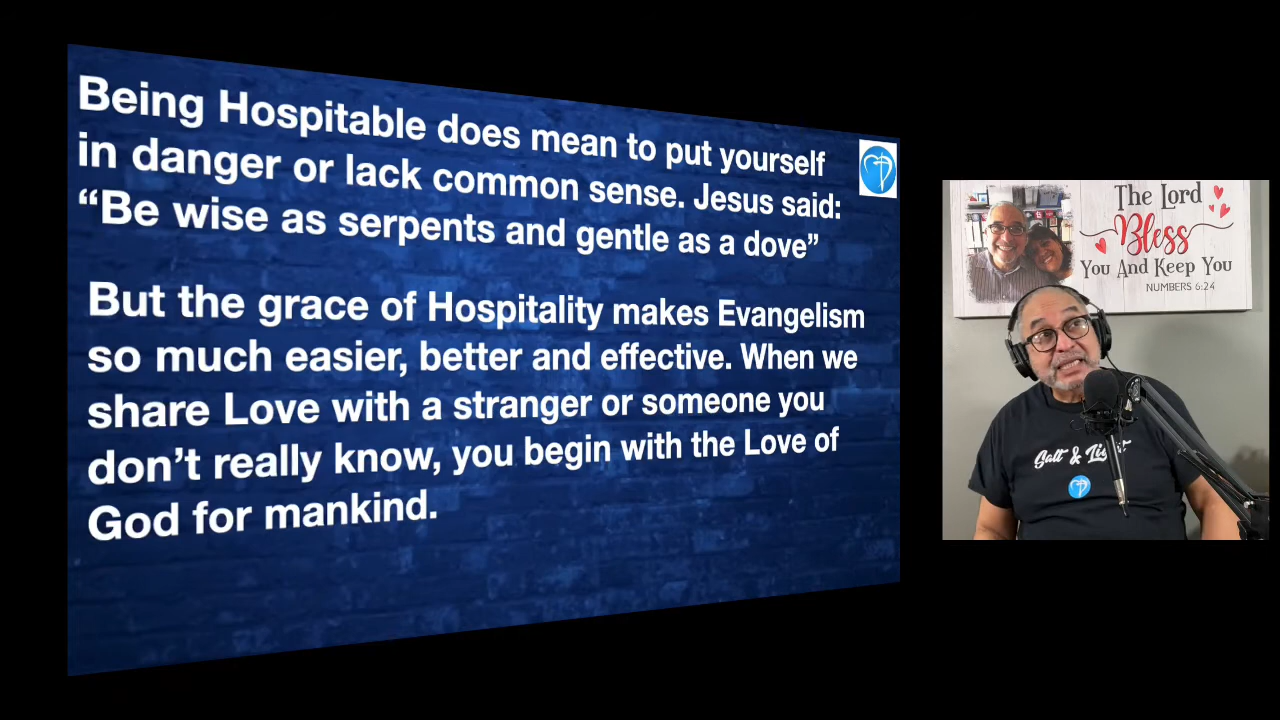 Being Hospitable does mean to put yourself
in danger or lack common sense. Jesus said:
“Be wise as serpents and gentle as a dove”
But the grace of Hospitality makes Evangelism
so much easier, better and effective. When we
share Love with a stranger or someone you
don’t really know, you begin with the Love of
God for mankind.
The Lord
Bless
You And Keep You
NUMBERS 6:24
Salt & Light